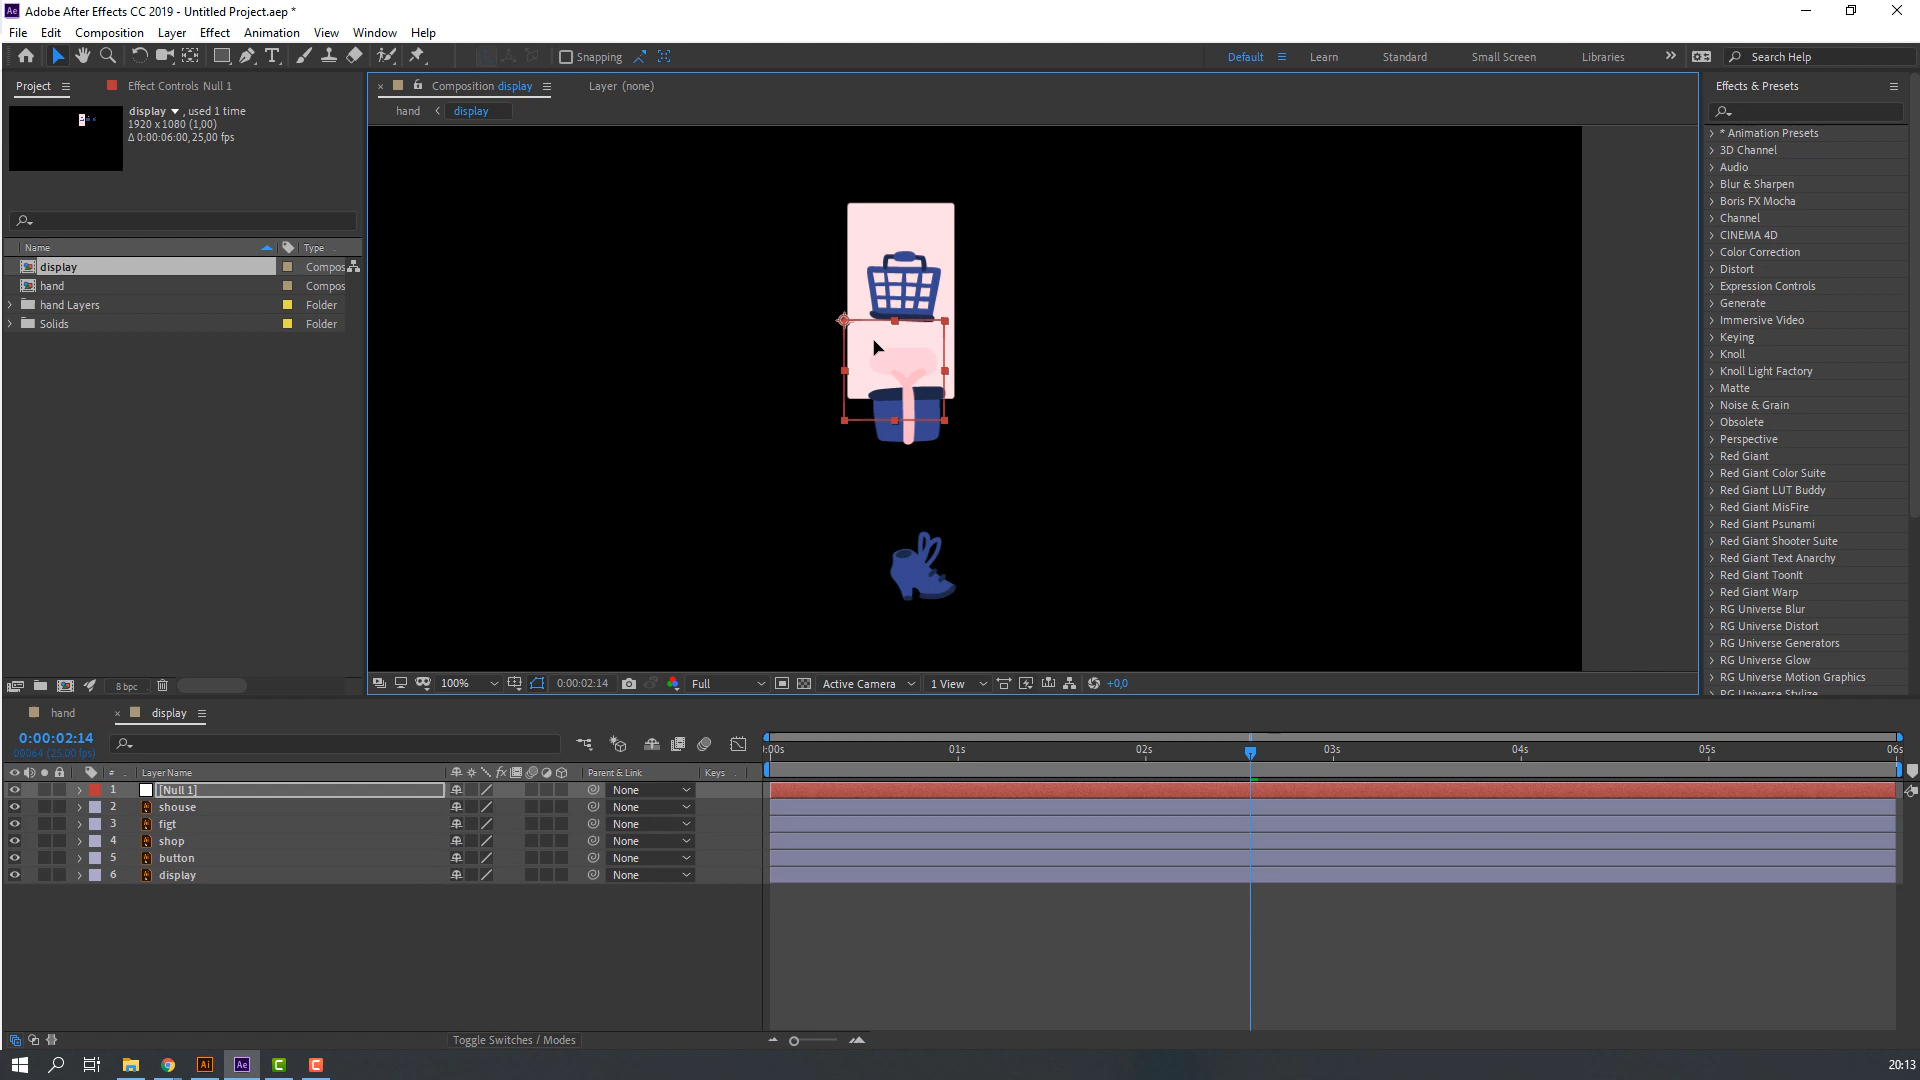 Ae Adobe After Effects CC 2019 - Untitled Project.aep *
File Edit Composition Layer Effect Animation View Window Help
Snapping Default Learn Standard Small Screen Libraries Search Help
Project Effect Controls Null 1
display, used 1 time
1920 x 1080 (1,00)
Δ 0:00:06:00, 25,00 fps
Name Type
display Compos
hand Compos
hand Layers Folder
Solids Folder
8 bpc
Composition display Layer (none)
hand display
100% 0:00:02:14 Full Active Camera 1 View +0,0
Effects & Presets
* Animation Presets
3D Channel
Audio
Blur & Sharpen
Boris FX Mocha
Channel
CINEMA 4D
Color Correction
Distort
Expression Controls
Generate
Immersive Video
Keying
Knoll
Knoll Light Factory
Matte
Noise & Grain
Obsolete
Perspective
Red Giant
Red Giant Color Suite
Red Giant LUT Buddy
Red Giant MisFire
Red Giant Psunami
Red Giant Shooter Suite
Red Giant Text Anarchy
Red Giant ToonIt
Red Giant Warp
RG Universe Blur
RG Universe Distort
RG Universe Generators
RG Universe Glow
RG Universe Motion Graphics
RG Universe Stylize
hand display
0:00:02:14
00064 (25.00 fps)
:00s 01s 02s 03s 04s 05s 06s
# Layer Name fx Parent & Link Keys
1 [Null 1] None
2 shouse None
3 figt None
4 shop None
5 button None
6 display None
Toggle Switches / Modes
Ai Ae C C 20:13